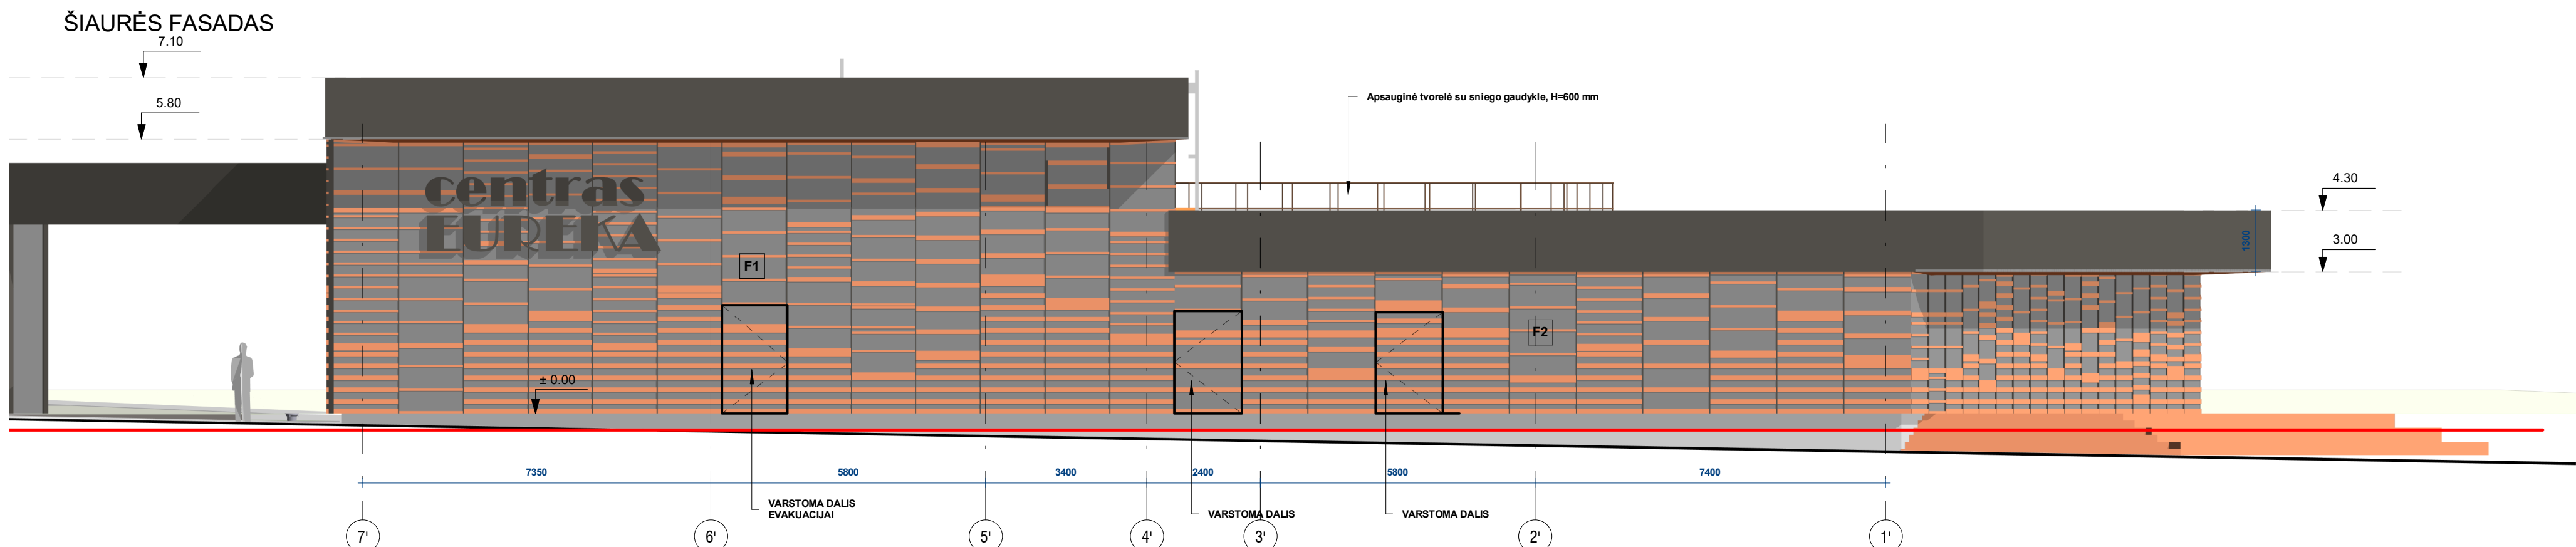 ŠIAURĖS FASADAS
7.10
5.80
Apsauginė tvorelė su sniego gaudykle, H=600 mm
centras
EUREKA
4.30
3.00
1300
F1
F2
± 0.00
7350
5800
3400
2400
5800
7400
VARSTOMA DALIS
EVAKUACIJAI
VARSTOMA DALIS
VARSTOMA DALIS
7'
6'
5'
4'
3'
2'
1'